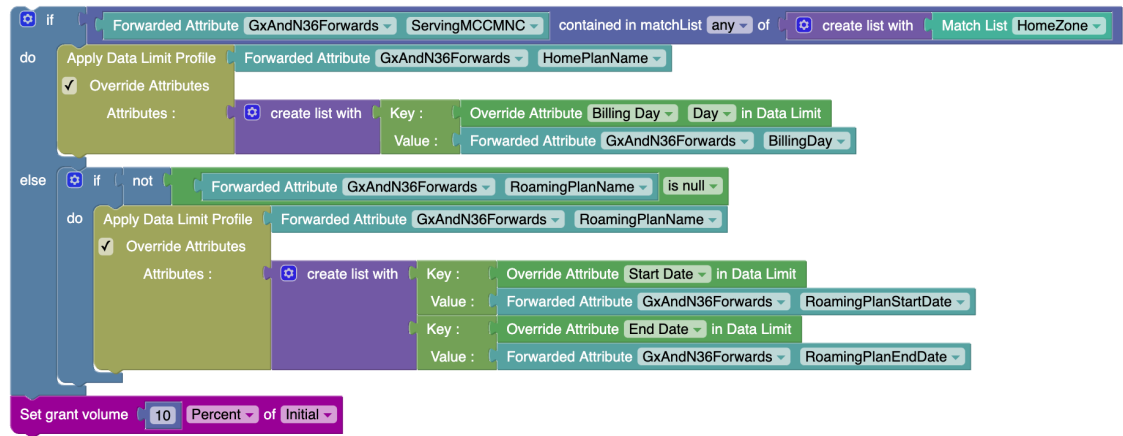 if Forwarded Attribute GxAndN36Forwards ServingMCCMNC contained in matchList any of create list with Match List HomeZone
do Apply Data Limit Profile Forwarded Attribute GxAndN36Forwards HomePlanName
✓ Override Attributes
Attributes : create list with Key : Override Attribute Billing Day Day in Data Limit
Value : Forwarded Attribute GxAndN36Forwards BillingDay
else if not Forwarded Attribute GxAndN36Forwards RoamingPlanName is null
do Apply Data Limit Profile Forwarded Attribute GxAndN36Forwards RoamingPlanName
✓ Override Attributes
Attributes : create list with Key : Override Attribute Start Date in Data Limit
Value : Forwarded Attribute GxAndN36Forwards RoamingPlanStartDate
Key : Override Attribute End Date in Data Limit
Value : Forwarded Attribute GxAndN36Forwards RoamingPlanEndDate
Set grant volume 10 Percent of Initial